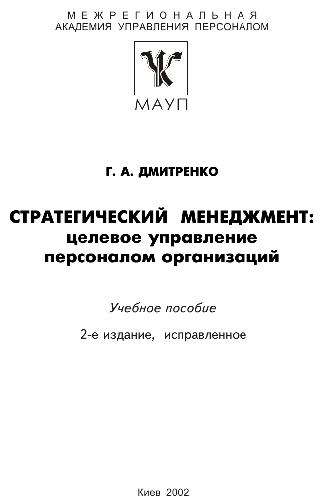 МЕЖРЕГИОНАЛЬНАЯ
АКАДЕМИЯ УПРАВЛЕНИЯ ПЕРСОНАЛОМ
МАУП
Г. А. ДМИТРЕНКО
СТРАТЕГИЧЕСКИЙ МЕНЕДЖМЕНТ:
целевое управление
персоналом организаций
Учебное пособие
2-е издание, исправленное
Киев 2002